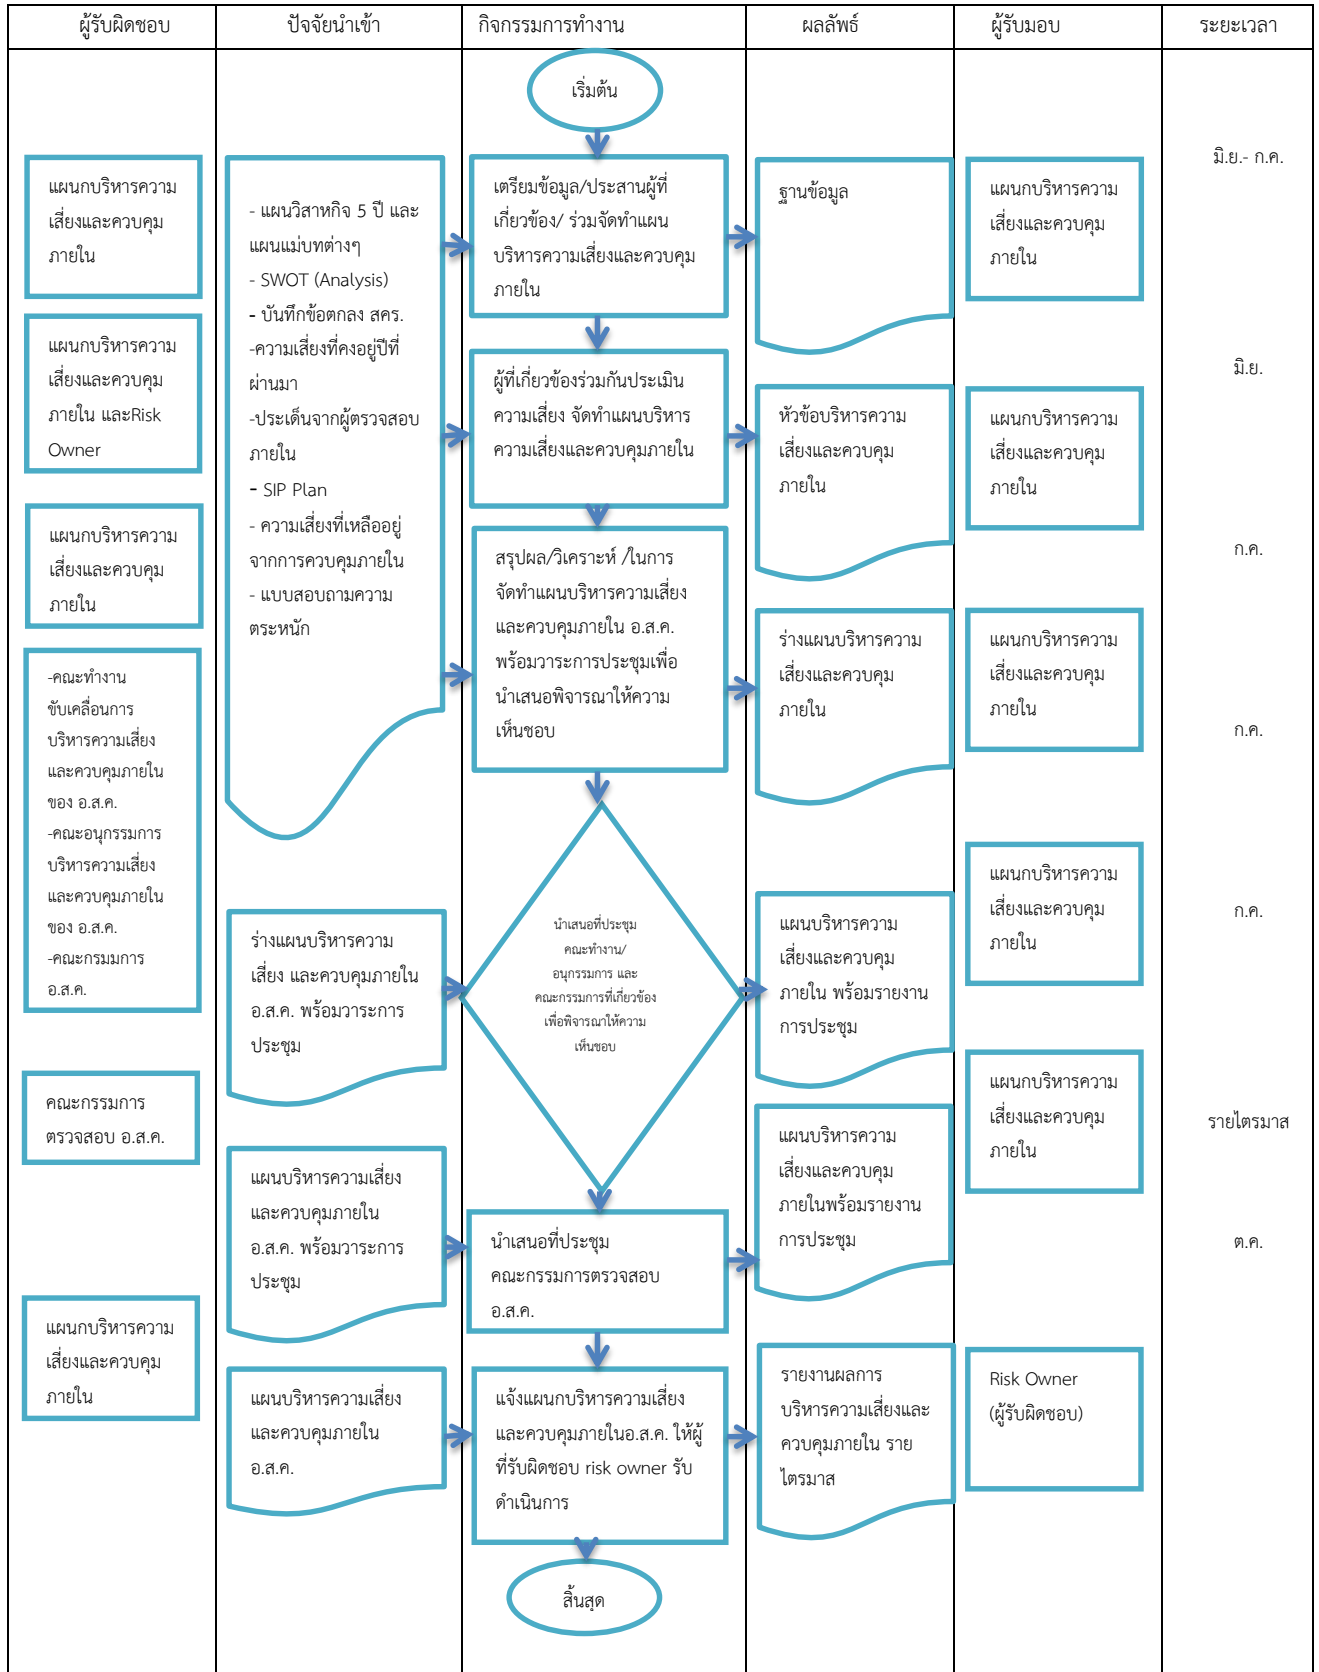 ผู้รับผิดชอบ
ปัจจัยนำเข้า
กิจกรรมการทำงาน
ผลลัพธ์
ผู้รับมอบ
ระยะเวลา
เริ่มต้น
แผนกบริหารความ
เสี่ยงและควบคุม
ภายใน
แผนกบริหารความ
เสี่ยงและควบคุม
ภายใน และRisk
Owner
แผนกบริหารความ
เสี่ยงและควบคุม
ภายใน
-คณะทำงาน
ขับเคลื่อนการ
บริหารความเสี่ยง
และควบคุมภายใน
ของ อ.ส.ค.
-คณะอนุกรรมการ
บริหารความเสี่ยง
และควบคุมภายใน
ของ อ.ส.ค.
-คณะกรมมการ
อ.ส.ค.
คณะกรรมการ
ตรวจสอบ อ.ส.ค.
แผนกบริหารความ
เสี่ยงและควบคุม
ภายใน
- แผนวิสาหกิจ 5 ปี และ
แผนแม่บทต่างๆ
- SWOT (Analysis)
- บันทึกข้อตกลง สคร.
-ความเสี่ยงที่คงอยู่ปีที่
ผ่านมา
-ประเด็นจากผู้ตรวจสอบ
ภายใน
- SIP Plan
- ความเสี่ยงที่เหลืออยู่
จากการควบคุมภายใน
- แบบสอบถามความ
ตระหนัก
ร่างแผนบริหารความ
เสี่ยง และควบคุมภายใน
อ.ส.ค. พร้อมวาระการ
ประชุม
แผนบริหารความเสี่ยง
และควบคุมภายใน
อ.ส.ค. พร้อมวาระการ
ประชุม
แผนบริหารความเสี่ยง
และควบคุมภายใน
อ.ส.ค.
เตรียมข้อมูล/ประสานผู้ที่
เกี่ยวข้อง/ ร่วมจัดทำแผน
บริหารความเสี่ยงและควบคุม
ภายใน
ผู้ที่เกี่ยวข้องร่วมกันประเมิน
ความเสี่ยง จัดทำแผนบริหาร
ความเสี่ยงและควบคุมภายใน
สรุปผล/วิเคราะห์ /ในการ
จัดทำแผนบริหารความเสี่ยง
และควบคุมภายใน อ.ส.ค.
พร้อมวาระการประชุมเพื่อ
นำเสนอพิจารณาให้ความ
เห็นชอบ
นำเสนอที่ประชุม
คณะทำงาน/
อนุกรรมการ และ
คณะกรรมการที่เกี่ยวข้อง
เพื่อพิจารณาให้ความ
เห็นชอบ
นำเสนอที่ประชุม
คณะกรรมการตรวจสอบ
อ.ส.ค.
แจ้งแผนกบริหารความเสี่ยง
และควบคุมภายในอ.ส.ค. ให้ผู้
ที่รับผิดชอบ risk owner รับ
ดำเนินการ
สิ้นสุด
ฐานข้อมูล
หัวข้อบริหารความ
เสี่ยงและควบคุม
ภายใน
ร่างแผนบริหารความ
เสี่ยงและควบคุม
ภายใน
แผนบริหารความ
เสี่ยงและควบคุม
ภายใน พร้อมรายงาน
การประชุม
แผนบริหารความ
เสี่ยงและควบคุม
ภายในพร้อมรายงาน
การประชุม
รายงานผลการ
บริหารความเสี่ยงและ
ควบคุมภายใน ราย
ไตรมาส
แผนกบริหารความ
เสี่ยงและควบคุม
ภายใน
แผนกบริหารความ
เสี่ยงและควบคุม
ภายใน
แผนกบริหารความ
เสี่ยงและควบคุม
ภายใน
แผนกบริหารความ
เสี่ยงและควบคุม
ภายใน
แผนกบริหารความ
เสี่ยงและควบคุม
ภายใน
Risk Owner
(ผู้รับผิดชอบ)
มิ.ย.- ก.ค.
มิ.ย.
ก.ค.
ก.ค.
ก.ค.
รายไตรมาส
ต.ค.